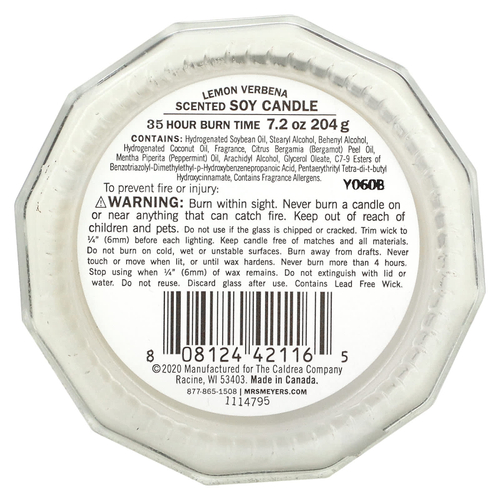 LEMON VERBENA
SCENTED SOY CANDLE
35 HOUR BURN TIME 7.2 oz 204 g
CONTAINS: Hydrogenated Soybean Oil, Stearyl Alcohol, Behenyl Alcohol,
Hydrogenated Coconut Oil, Fragrance, Citrus Bergamia (Bergamot) Peel Oil,
Mentha Piperita (Peppermint) Oil, Arachidyl Alcohol, Glycerol Oleate, C7-9 Esters of
Benzotriazolyl-Dimethylethyl-p-Hydroxybenzenepropanoic Acid, Pentaerythrityl Tetra-di-t-butyl
Hydroxycinnamate, Contains Fragrance Allergens.
Y060B
To prevent fire or injury:
⚠WARNING: Burn within sight. Never burn a candle on
or near anything that can catch fire. Keep out of reach of
children and pets. Do not use if the glass is chipped or cracked. Trim wick to
¼" (6mm) before each lighting. Keep candle free of matches and all materials.
Do not burn on cold, wet or unstable surfaces. Burn away from drafts. Never
touch or move when lit, or until wax hardens. Never burn more than 4 hours.
Stop using when ¼" (6mm) of wax remains. Do not extinguish with lid or
water. Do not reuse. Discard glass after use. Contains Lead Free Wick.
8 08124 42116 5
©2020 Manufactured for The Caldrea Company
Racine, WI 53403. Made in Canada.
877-865-1508 | MRSMEYERS.COM
1114795